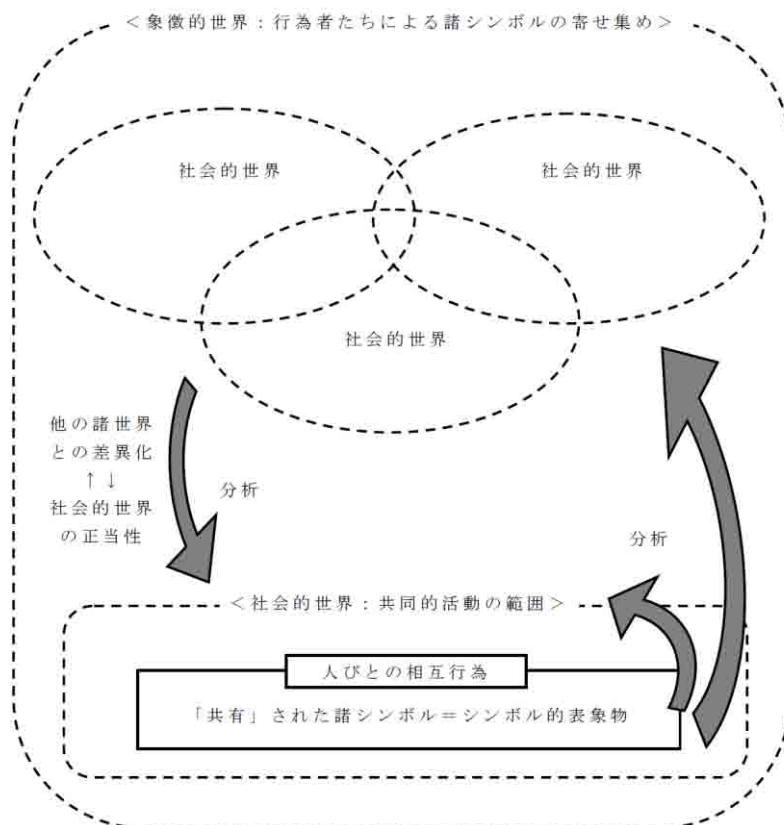 ＜象徴的世界：行為者たちによる諸シンボルの寄せ集め＞
社会的世界
社会的世界
社会的世界
他の諸世界
との差異化
↑↓
社会的世界
の正当性
分析
分析
＜社会的世界：共同的活動の範囲＞
人びとの相互行為
「共有」された諸シンボル＝シンボル的表象物